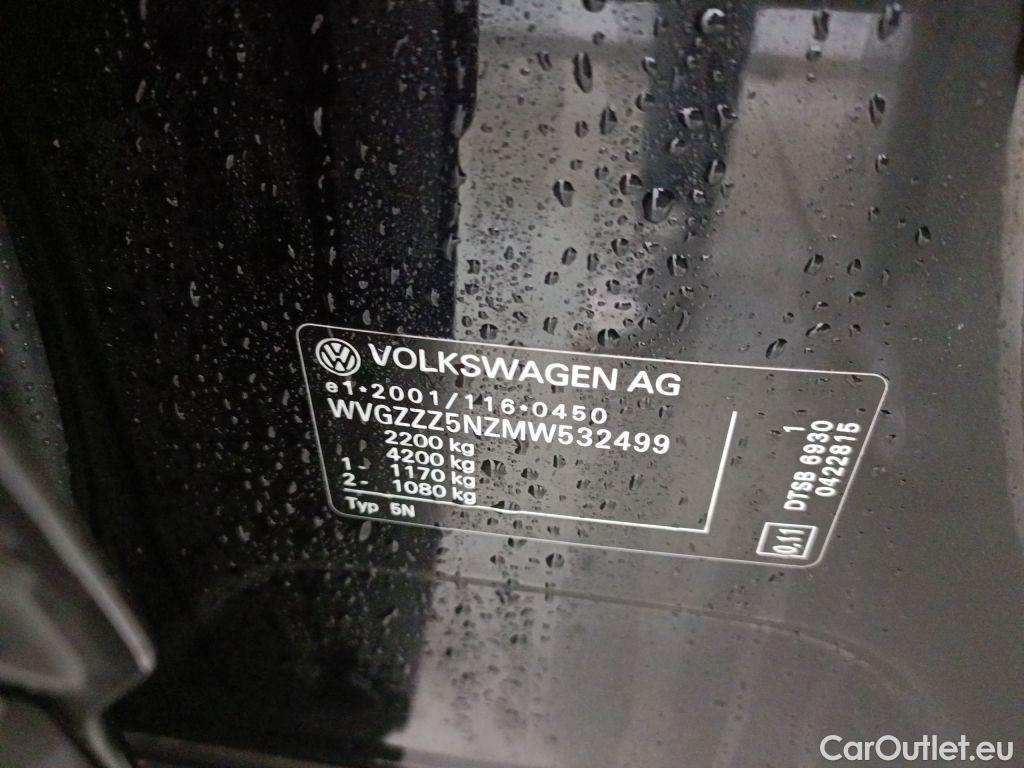 VOLKSWAGEN AG
e1*2001/116*0450
WVGZZZ5NZMW532499
2200 kg
4200 kg
1- 1170 kg
2- 1080 kg
Typ 5N
1
DTSB 6930
0422815
0,11
CarOutlet.eu